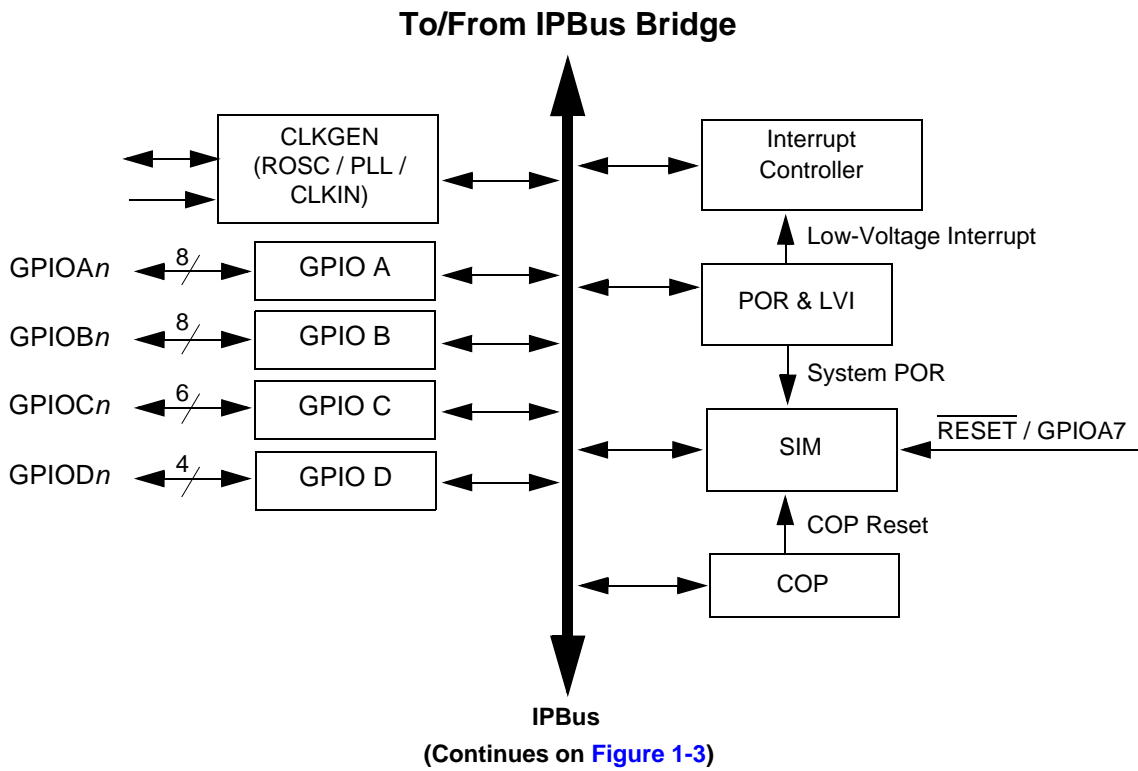 To/From IPBus Bridge
CLKGEN
(ROSC / PLL /
CLKIN)
GPIOAn
8
GPIO A
GPIOBn
8
GPIO B
GPIOCn
6
GPIO C
GPIODn
4
GPIO D
Interrupt
Controller
Low-Voltage Interrupt
POR & LVI
System POR
SIM
RESET / GPIOA7
COP Reset
COP
IPBus
(Continues on Figure 1-3)